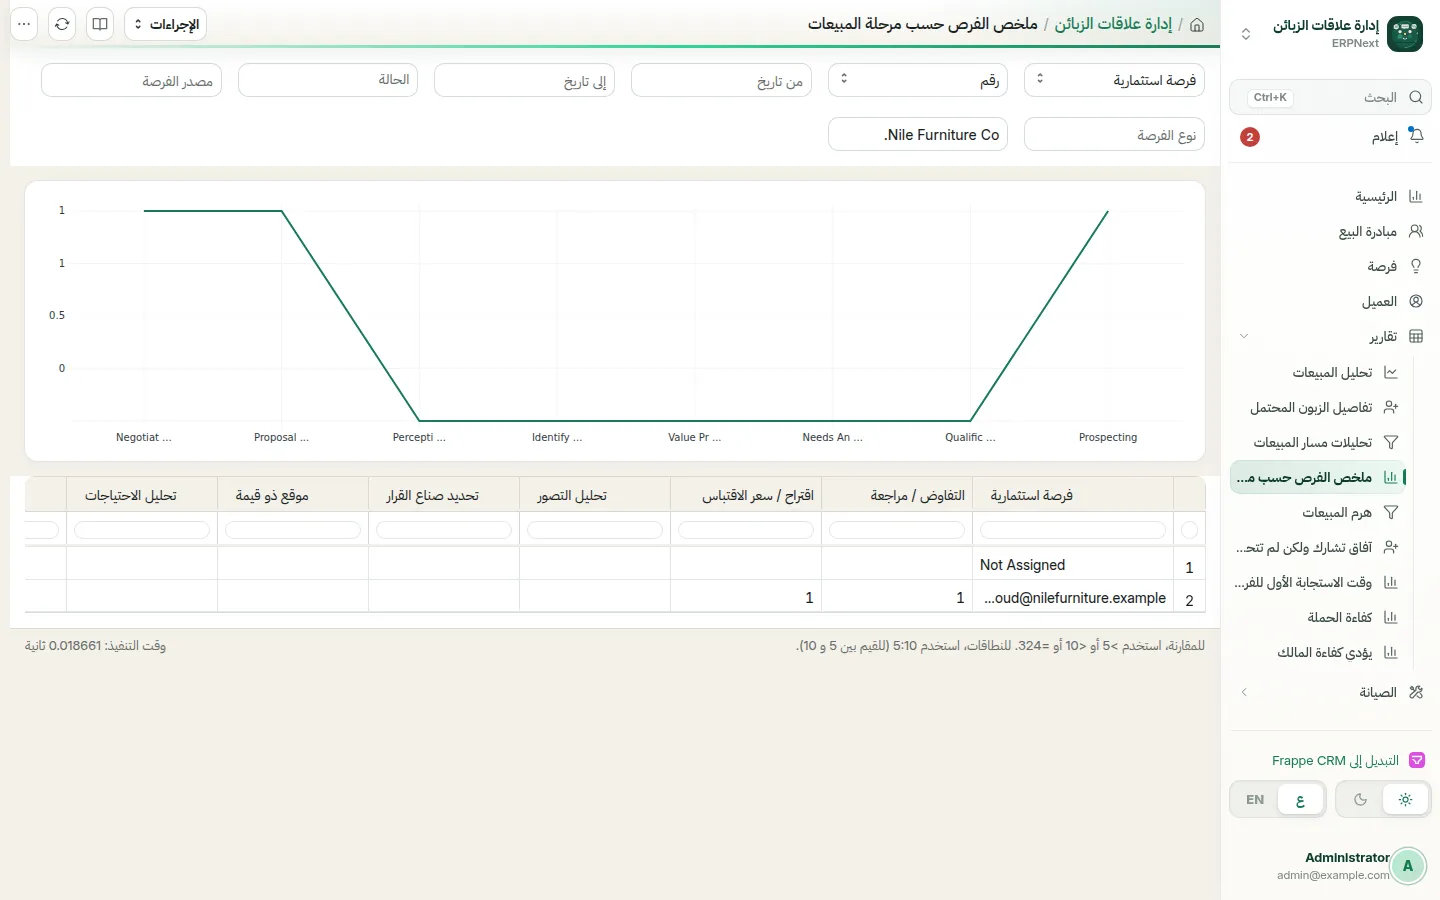 إدارة علاقات الزبائن
ERPNext
البحث
Ctrl+K
إعلام
2
الرئيسية
مبادرة البيع
فرصة
العميل
تقارير
تحليل المبيعات
تفاصيل الزبون المحتمل
تحليلات مسار المبيعات
ملخص الفرص حسب مـ...
هرم المبيعات
آفاق تشارك ولكن لم تتحـ...
وقت الاستجابة الأول للفر...
كفاءة الحملة
يؤدي كفاءة المالك
الصيانة
التبديل إلى Frappe CRM
ع
EN
Administrator
admin@example.com
A
إدارة علاقات الزبائن / ملخص الفرص حسب مرحلة المبيعات
الإجراءات
...
فرصة استثمارية
رقم
من تاريخ
إلى تاريخ
الحالة
مصدر الفرصة
نوع الفرصة
Nile Furniture Co.
1
1
0.5
0
Negotiat ...
Proposal ...
Percepti ...
Identify ...
Value Pr ...
Needs An ...
Qualific ...
Prospecting
فرصة استثمارية
التفاوض / مراجعة
اقتراح / سعر الاقتباس
تحليل التصور
تحديد صناع القرار
موقع ذو قيمة
تحليل الاحتياجات
1 Not Assigned
2 ...oud@nilefurniture.example 1 1
للمقارنة، استخدم >5 أو <10 أو =324. للنطاقات، استخدم 5:10 (للقيم بين 5 و 10).
وقت التنفيذ: 0.018661 ثانية